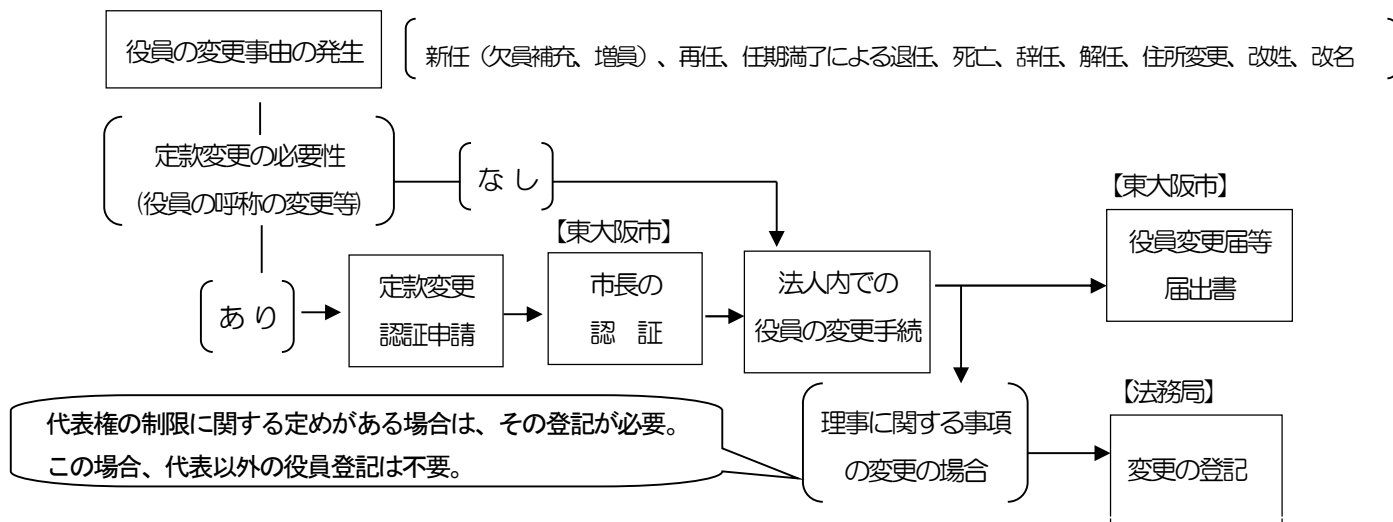 役員の変更事由の発生
新任（欠員補充、増員）、再任、任期満了による退任、死亡、辞任、解任、住所変更、改姓、改名
定款変更の必要性
(役員の呼称の変更等)
なし
あり
定款変更
認証申請
【東大阪市】
市長の
認　証
法人内での
役員の変更手続
【東大阪市】
役員変更届等
届出書
代表権の制限に関する定めがある場合は、その登記が必要。
この場合、代表以外の役員登記は不要。
理事に関する事項
の変更の場合
【法務局】
変更の登記